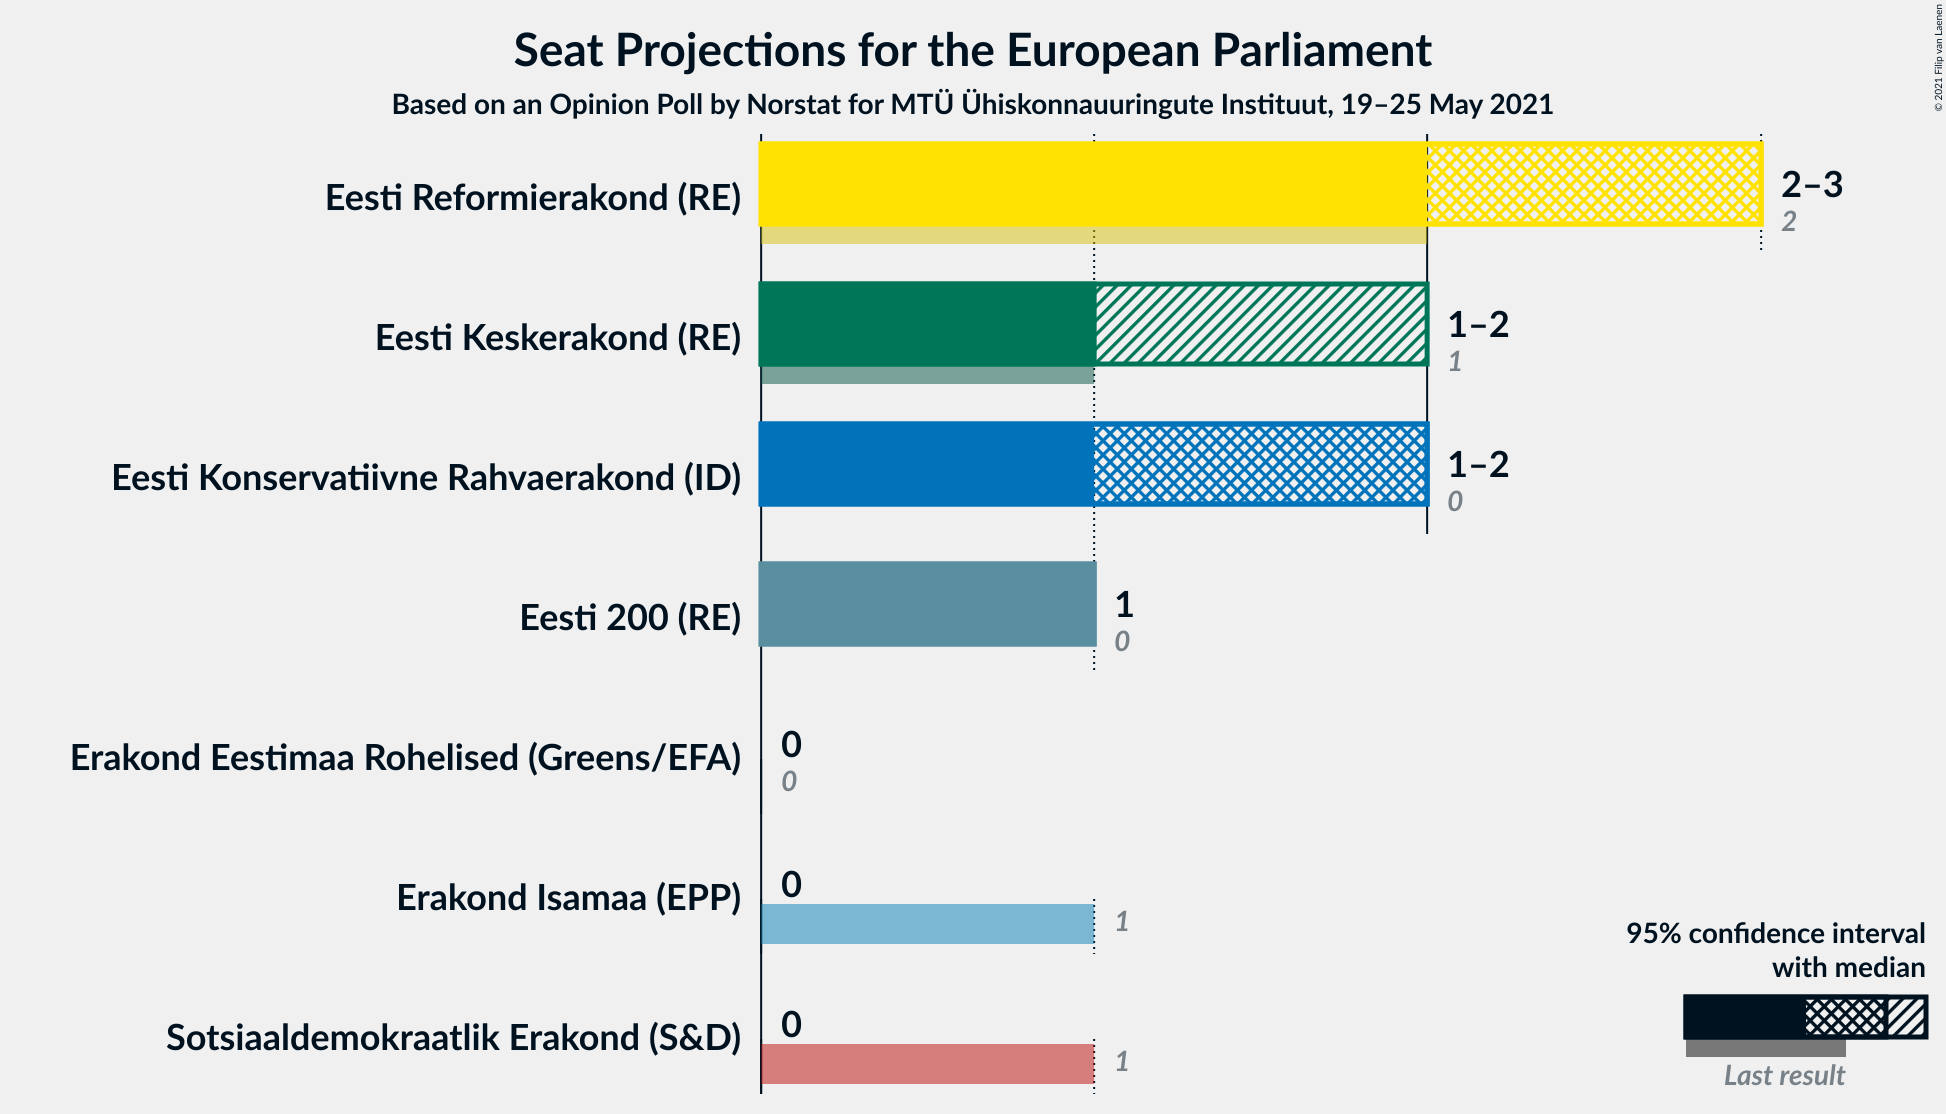 Seat Projections for the European Parliament
Based on an Opinion Poll by Norstat for MTÜ Ühiskonnauuringute Instituut, 19–25 May 2021
© 2021 Filip van Laenen
Eesti Reformierakond (RE)
2–3
2
Eesti Keskerakond (RE)
1–2
1
Eesti Konservatiivne Rahvaerakond (ID)
1–2
0
Eesti 200 (RE)
1
0
Erakond Eestimaa Rohelised (Greens/EFA)
0
0
Erakond Isamaa (EPP)
0
1
Sotsiaaldemokraatlik Erakond (S&D)
0
1
95% confidence interval
with median
Last result